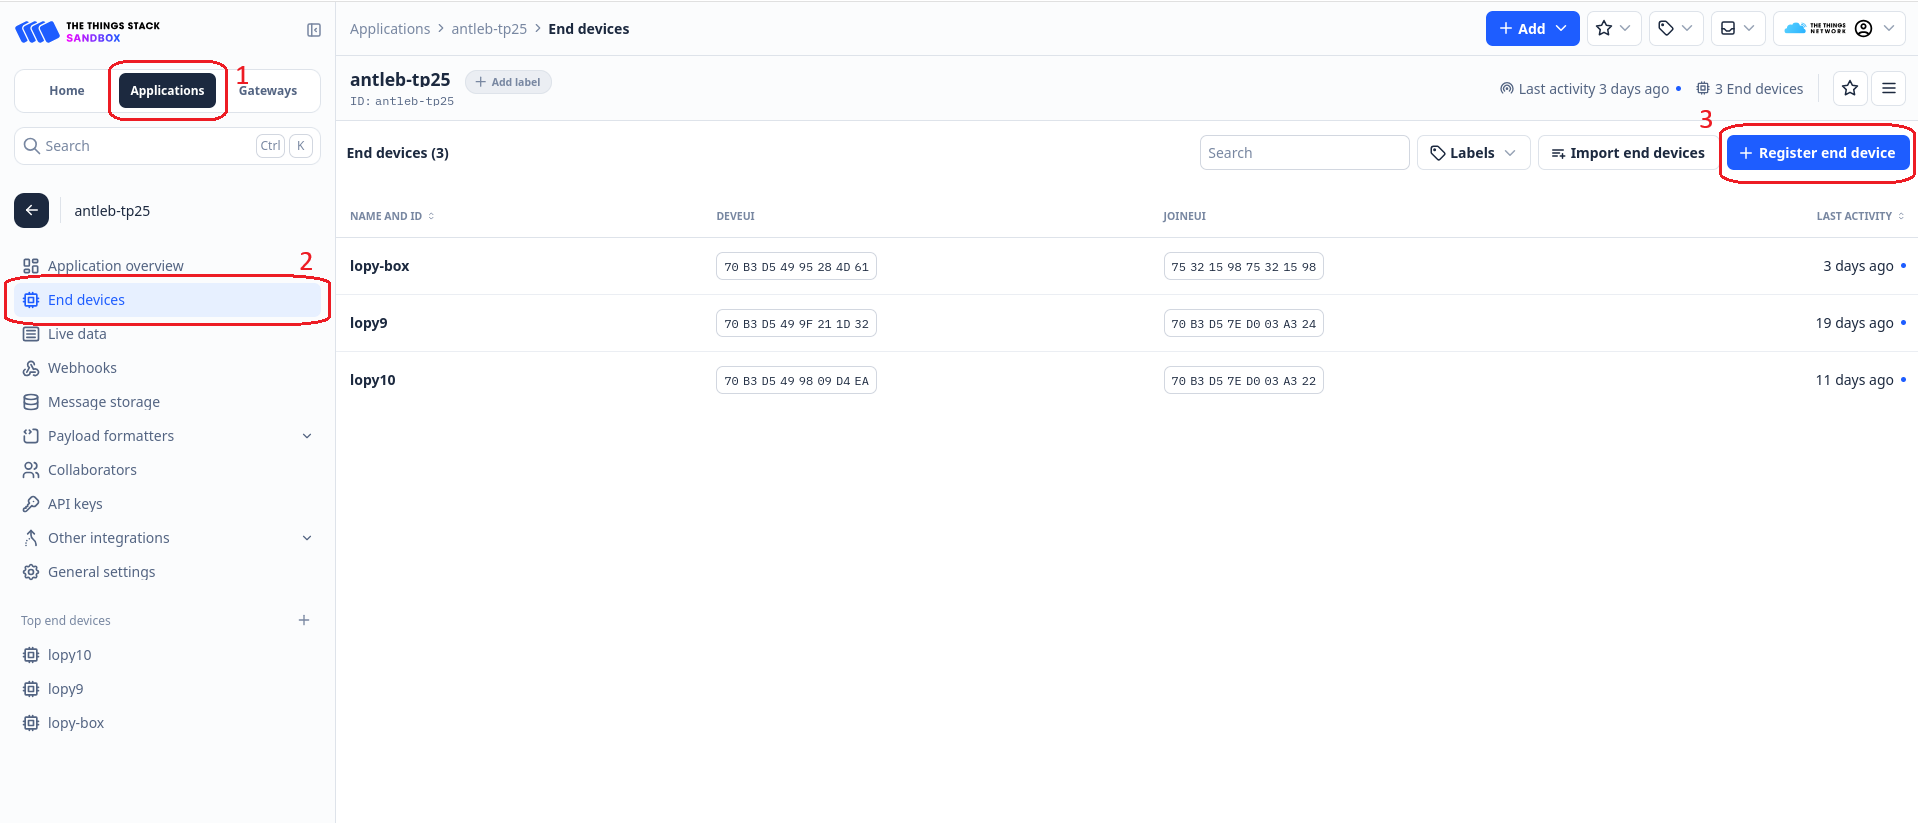 THE THINGS STACK
SANDBOX
Home
Applications
1
Gateways
Search
Ctrl
K
antleb-tp25
Application overview
2
End devices
Live data
Webhooks
Message storage
Payload formatters
Collaborators
API keys
Other integrations
General settings
Top end devices
lopy10
lopy9
lopy-box
Applications > antleb-tp25 > End devices
+ Add
THE THINGS
NETWORK
antleb-tp25
+ Add label
ID: antleb-tp25
Last activity 3 days ago
3 End devices
End devices (3)
Search
Labels
Import end devices
3
+ Register end device
NAME AND ID
DEVEUI
JOINEUI
LAST ACTIVITY
lopy-box
70 B3 D5 49 95 28 4D 61
75 32 15 98 75 32 15 98
3 days ago
lopy9
70 B3 D5 49 9F 21 1D 32
70 B3 D5 7E D0 03 A3 24
19 days ago
lopy10
70 B3 D5 49 98 09 D4 EA
70 B3 D5 7E D0 03 A3 22
11 days ago